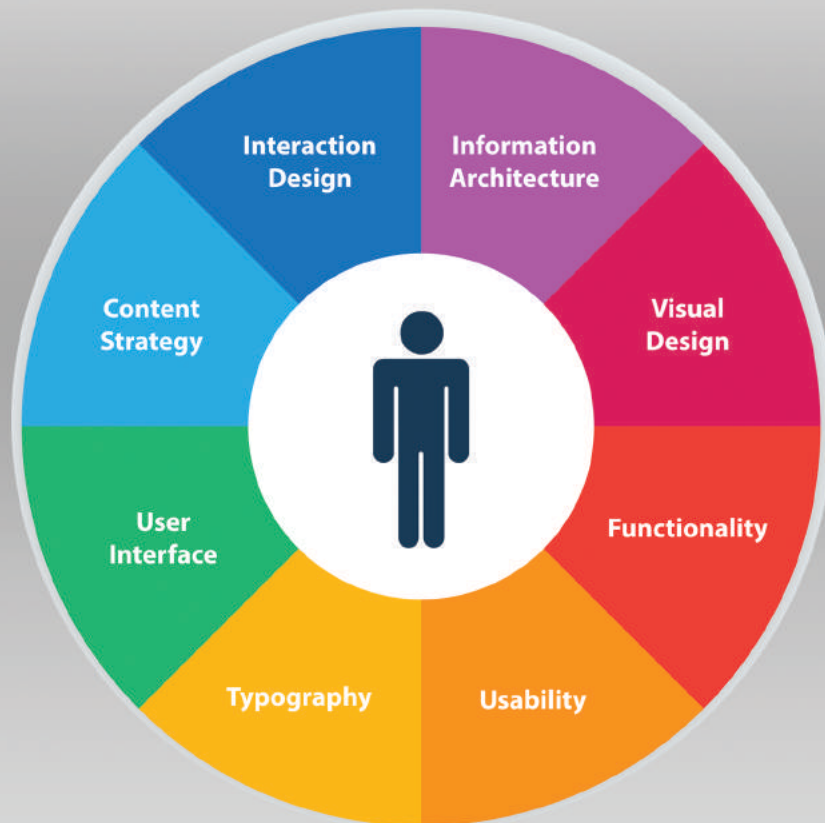 Interaction
Design
Information
Architecture
Visual
Design
Functionality
Usability
Typography
User
Interface
Content
Strategy